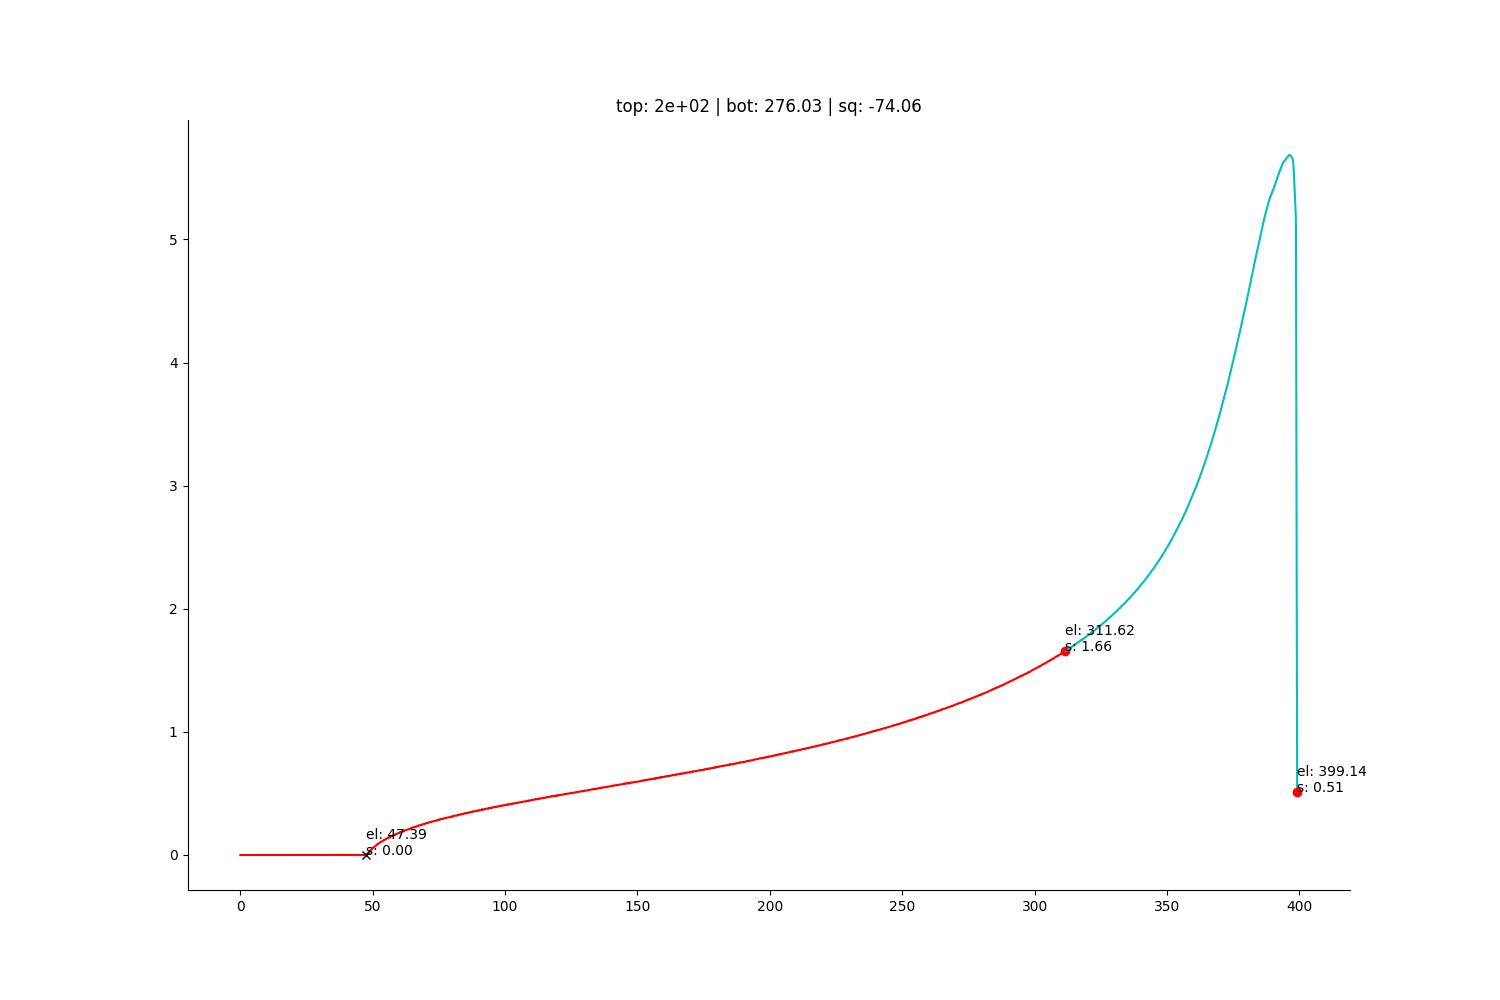 top: 2e+02 | bot: 276.03 | sq: -74.06
5
4
3
2
1
0
el: 311.62
s: 1.66
el: 399.14
s: 0.51
el: 47.39
s: 0.00
0 50 100 150 200 250 300 350 400